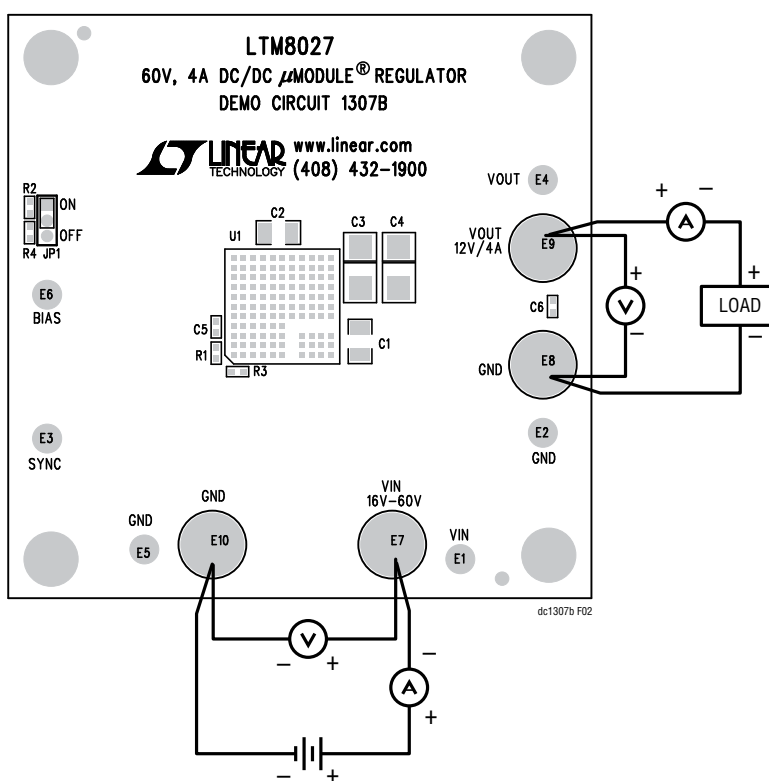 LTM8027
60V, 4A DC/DC µMODULE® REGULATOR
DEMO CIRCUIT 1307B
LINEAR
TECHNOLOGY
www.linear.com
(408) 432-1900
R2
ON
OFF
R4 JP1
E6
BIAS
E3
SYNC
U1
C2
C3
C4
C5
R1
R3
C1
VOUT E4
VOUT
12V/4A
E9
C6
GND
E8
E2
GND
+ −
A
+
V
−
+
LOAD
−
GND
E5
GND
E10
VIN
16V-60V
E7
VIN
E1
dc1307b F02
V
− +
−
A
+
− +